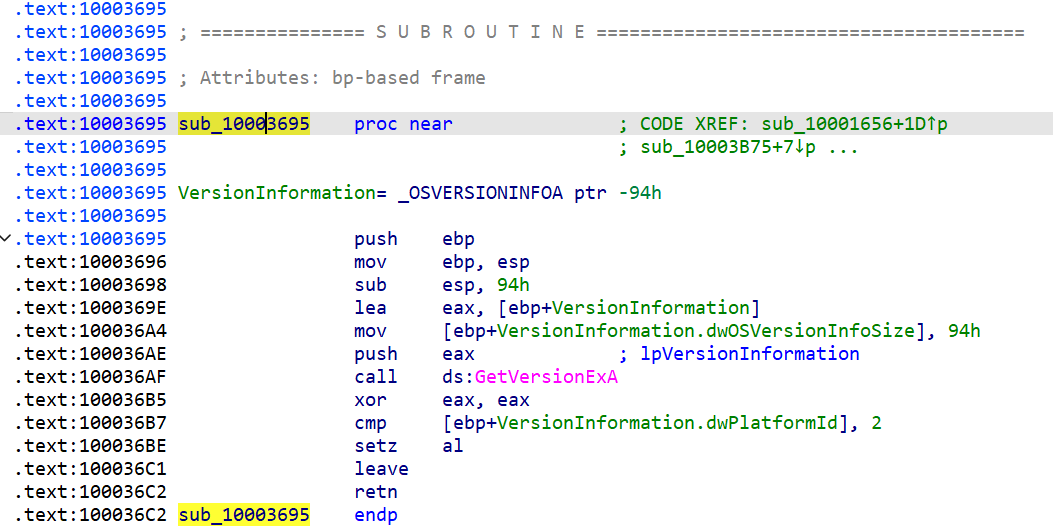 .text:10003695
.text:10003695 ; =============== S U B R O U T I N E =======================================
.text:10003695
.text:10003695 ; Attributes: bp-based frame
.text:10003695
.text:10003695 sub_10003695 proc near ; CODE XREF: sub_10001656+1D↑p
.text:10003695 ; sub_10003B75+7↓p ...
.text:10003695
.text:10003695 VersionInformation= _OSVERSIONINFOA ptr -94h
.text:10003695
.text:10003695 push ebp
.text:10003696 mov ebp, esp
.text:10003698 sub esp, 94h
.text:1000369E lea eax, [ebp+VersionInformation]
.text:100036A4 mov [ebp+VersionInformation.dwOSVersionInfoSize], 94h
.text:100036AE push eax ; lpVersionInformation
.text:100036AF call ds:GetVersionExA
.text:100036B5 xor eax, eax
.text:100036B7 cmp [ebp+VersionInformation.dwPlatformId], 2
.text:100036BE setz al
.text:100036C1 leave
.text:100036C2 retn
.text:100036C2 sub_10003695 endp